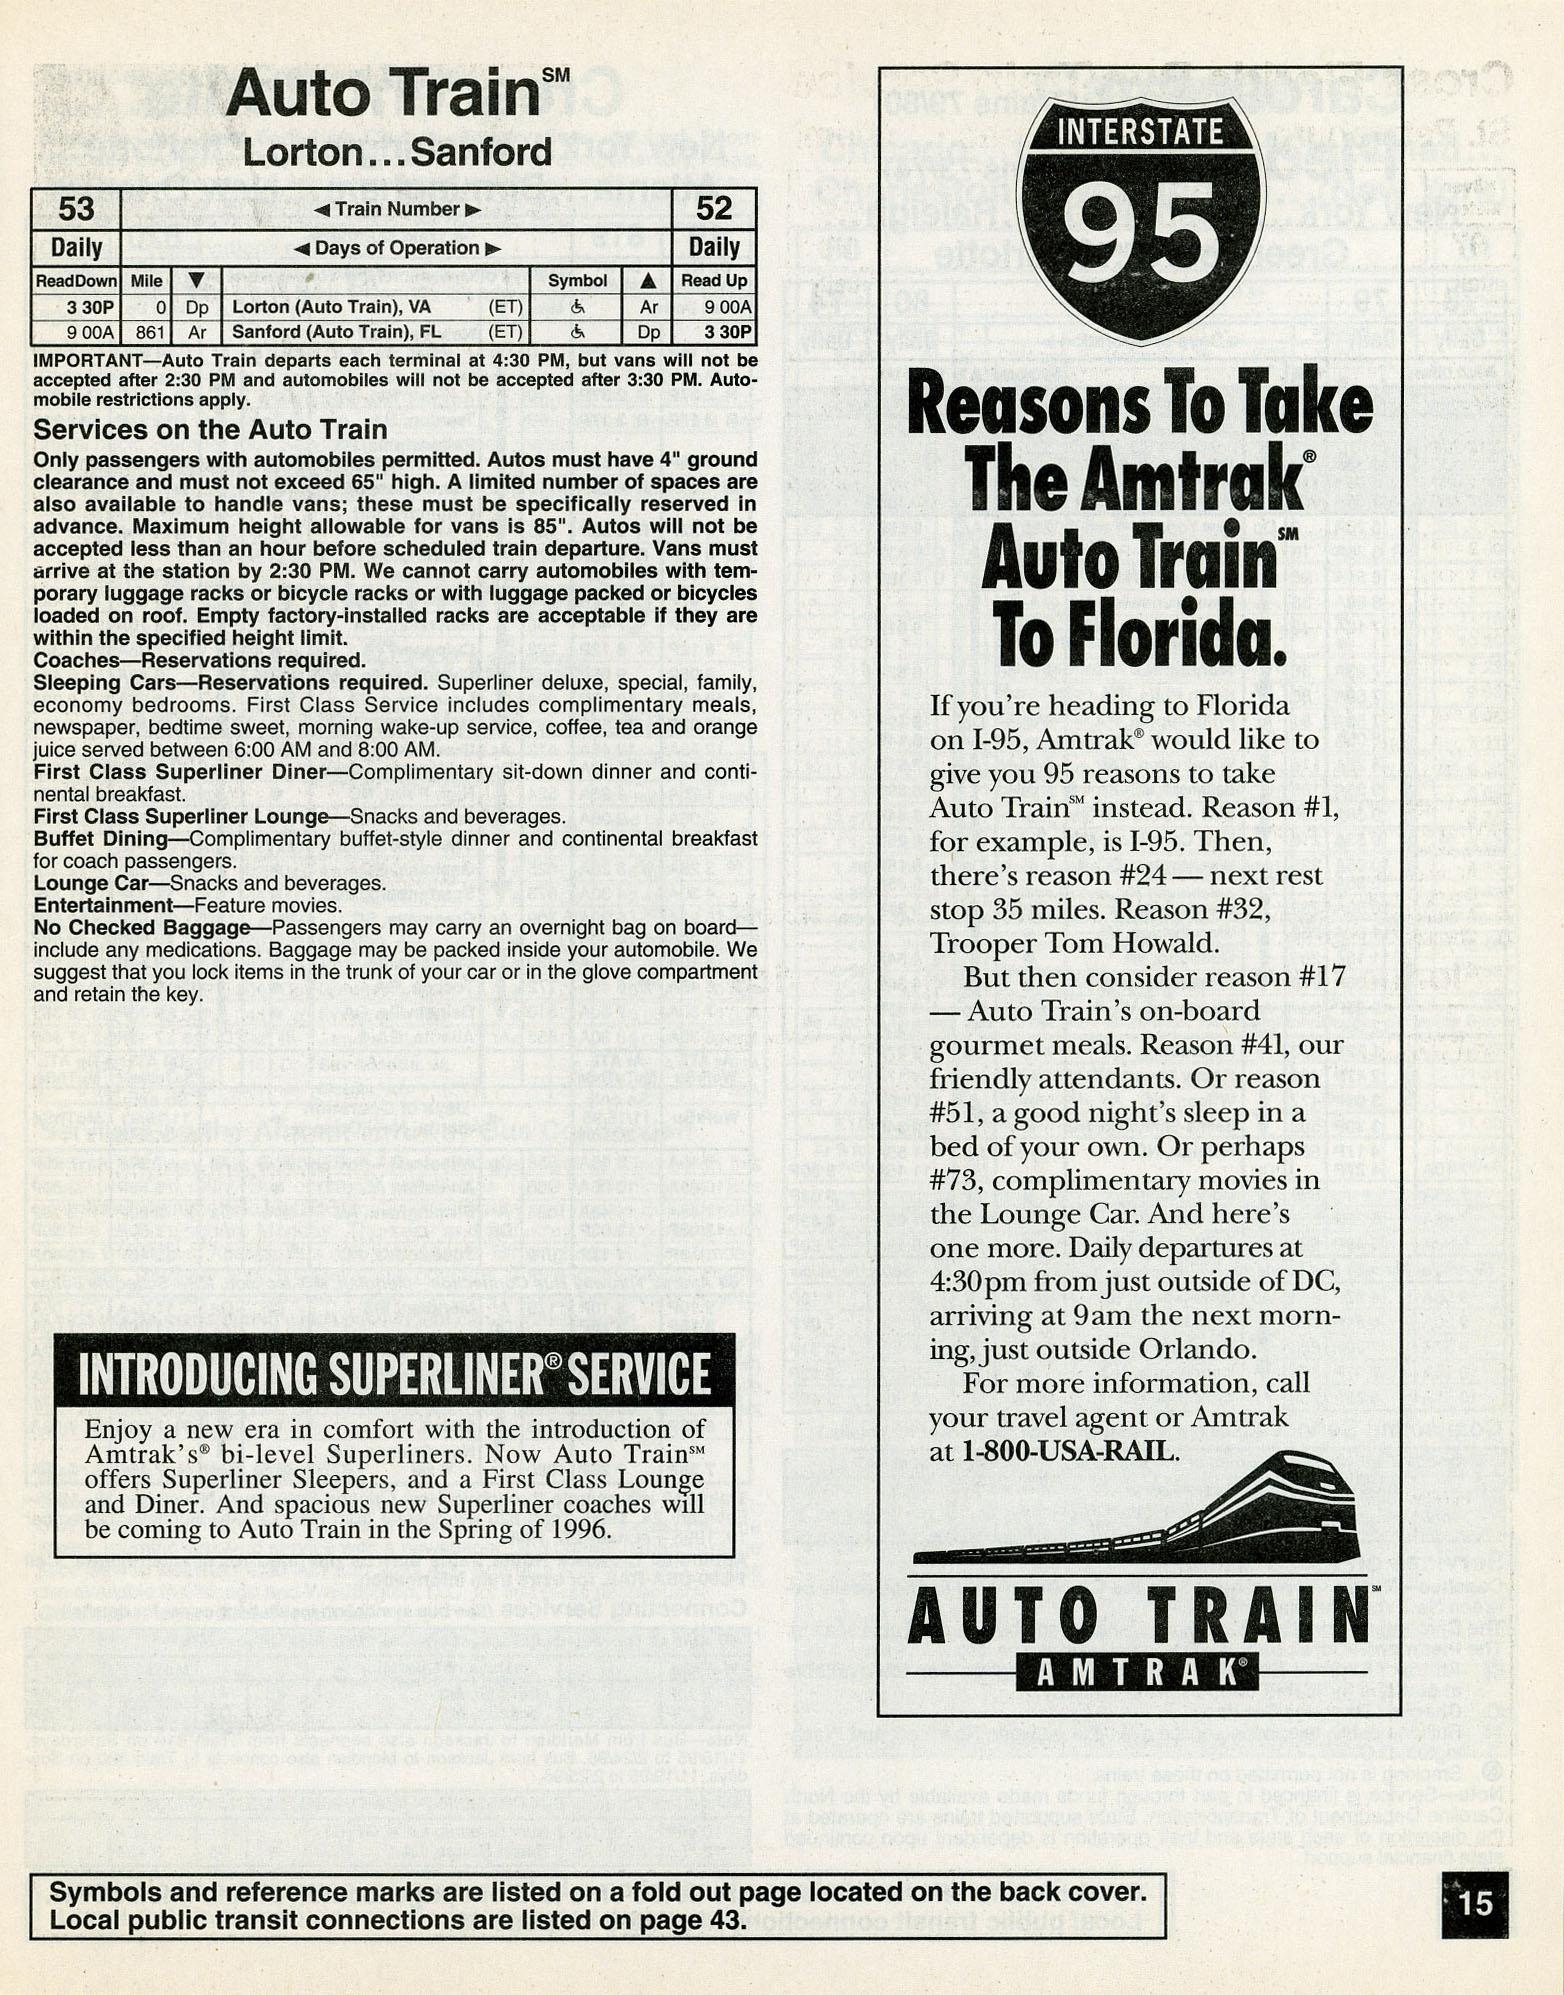 Auto Train℠
Lorton...Sanford
53 ◄ Train Number ► 52
Daily ◄ Days of Operation ► Daily
Read Down Mile ▼ Symbol ▲ Read Up
3 30P 0 Dp Lorton (Auto Train), VA (ET) ♿ Ar 9 00A
9 00A 861 Ar Sanford (Auto Train), FL (ET) ♿ Dp 3 30P
IMPORTANT—Auto Train departs each terminal at 4:30 PM, but vans will not be
accepted after 2:30 PM and automobiles will not be accepted after 3:30 PM. Auto-
mobile restrictions apply.
Services on the Auto Train
Only passengers with automobiles permitted. Autos must have 4" ground
clearance and must not exceed 65" high. A limited number of spaces are
also available to handle vans; these must be specifically reserved in
advance. Maximum height allowable for vans is 85". Autos will not be
accepted less than an hour before scheduled train departure. Vans must
arrive at the station by 2:30 PM. We cannot carry automobiles with tem-
porary luggage racks or bicycle racks or with luggage packed or bicycles
loaded on roof. Empty factory-installed racks are acceptable if they are
within the specified height limit.
Coaches—Reservations required.
Sleeping Cars—Reservations required. Superliner deluxe, special, family,
economy bedrooms. First Class Service includes complimentary meals,
newspaper, bedtime sweet, morning wake-up service, coffee, tea and orange
juice served between 6:00 AM and 8:00 AM.
First Class Superliner Diner—Complimentary sit-down dinner and conti-
nental breakfast.
First Class Superliner Lounge—Snacks and beverages.
Buffet Dining—Complimentary buffet-style dinner and continental breakfast
for coach passengers.
Lounge Car—Snacks and beverages.
Entertainment—Feature movies.
No Checked Baggage—Passengers may carry an overnight bag on board—
include any medications. Baggage may be packed inside your automobile. We
suggest that you lock items in the trunk of your car or in the glove compartment
and retain the key.
INTRODUCING SUPERLINER® SERVICE
Enjoy a new era in comfort with the introduction of
Amtrak's® bi-level Superliners. Now Auto Train℠
offers Superliner Sleepers, and a First Class Lounge
and Diner. And spacious new Superliner coaches will
be coming to Auto Train in the Spring of 1996.
INTERSTATE
95
Reasons To Take
The Amtrak®
Auto Train℠
To Florida.
If you're heading to Florida
on I-95, Amtrak® would like to
give you 95 reasons to take
Auto Train℠ instead. Reason #1,
for example, is I-95. Then,
there's reason #24 — next rest
stop 35 miles. Reason #32,
Trooper Tom Howald.
But then consider reason #17
— Auto Train's on-board
gourmet meals. Reason #41, our
friendly attendants. Or reason
#51, a good night's sleep in a
bed of your own. Or perhaps
#73, complimentary movies in
the Lounge Car. And here's
one more. Daily departures at
4:30pm from just outside of DC,
arriving at 9am the next morn-
ing, just outside Orlando.
For more information, call
your travel agent or Amtrak
at 1-800-USA-RAIL.
AUTO TRAIN℠
AMTRAK®
Symbols and reference marks are listed on a fold out page located on the back cover.
Local public transit connections are listed on page 43.
15